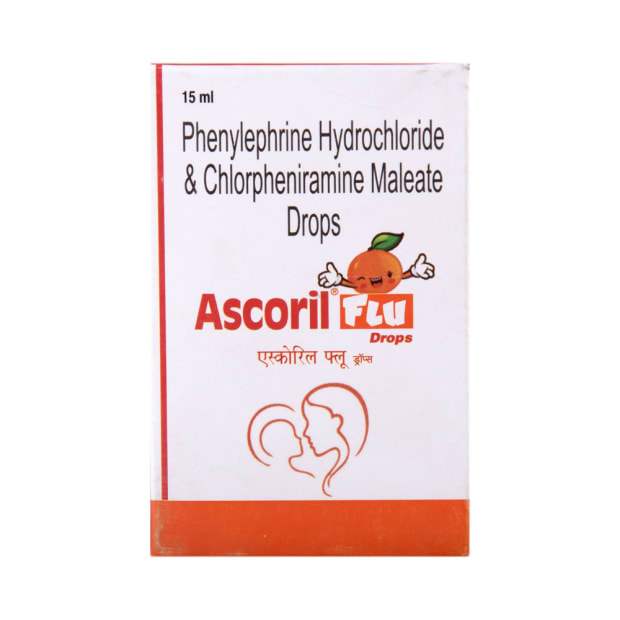 15 ml
Phenylephrine Hydrochloride
& Chlorpheniramine Maleate
Drops
Ascoril® FLU
Drops
एस्कोरिल फ्लू ड्रॉप्स